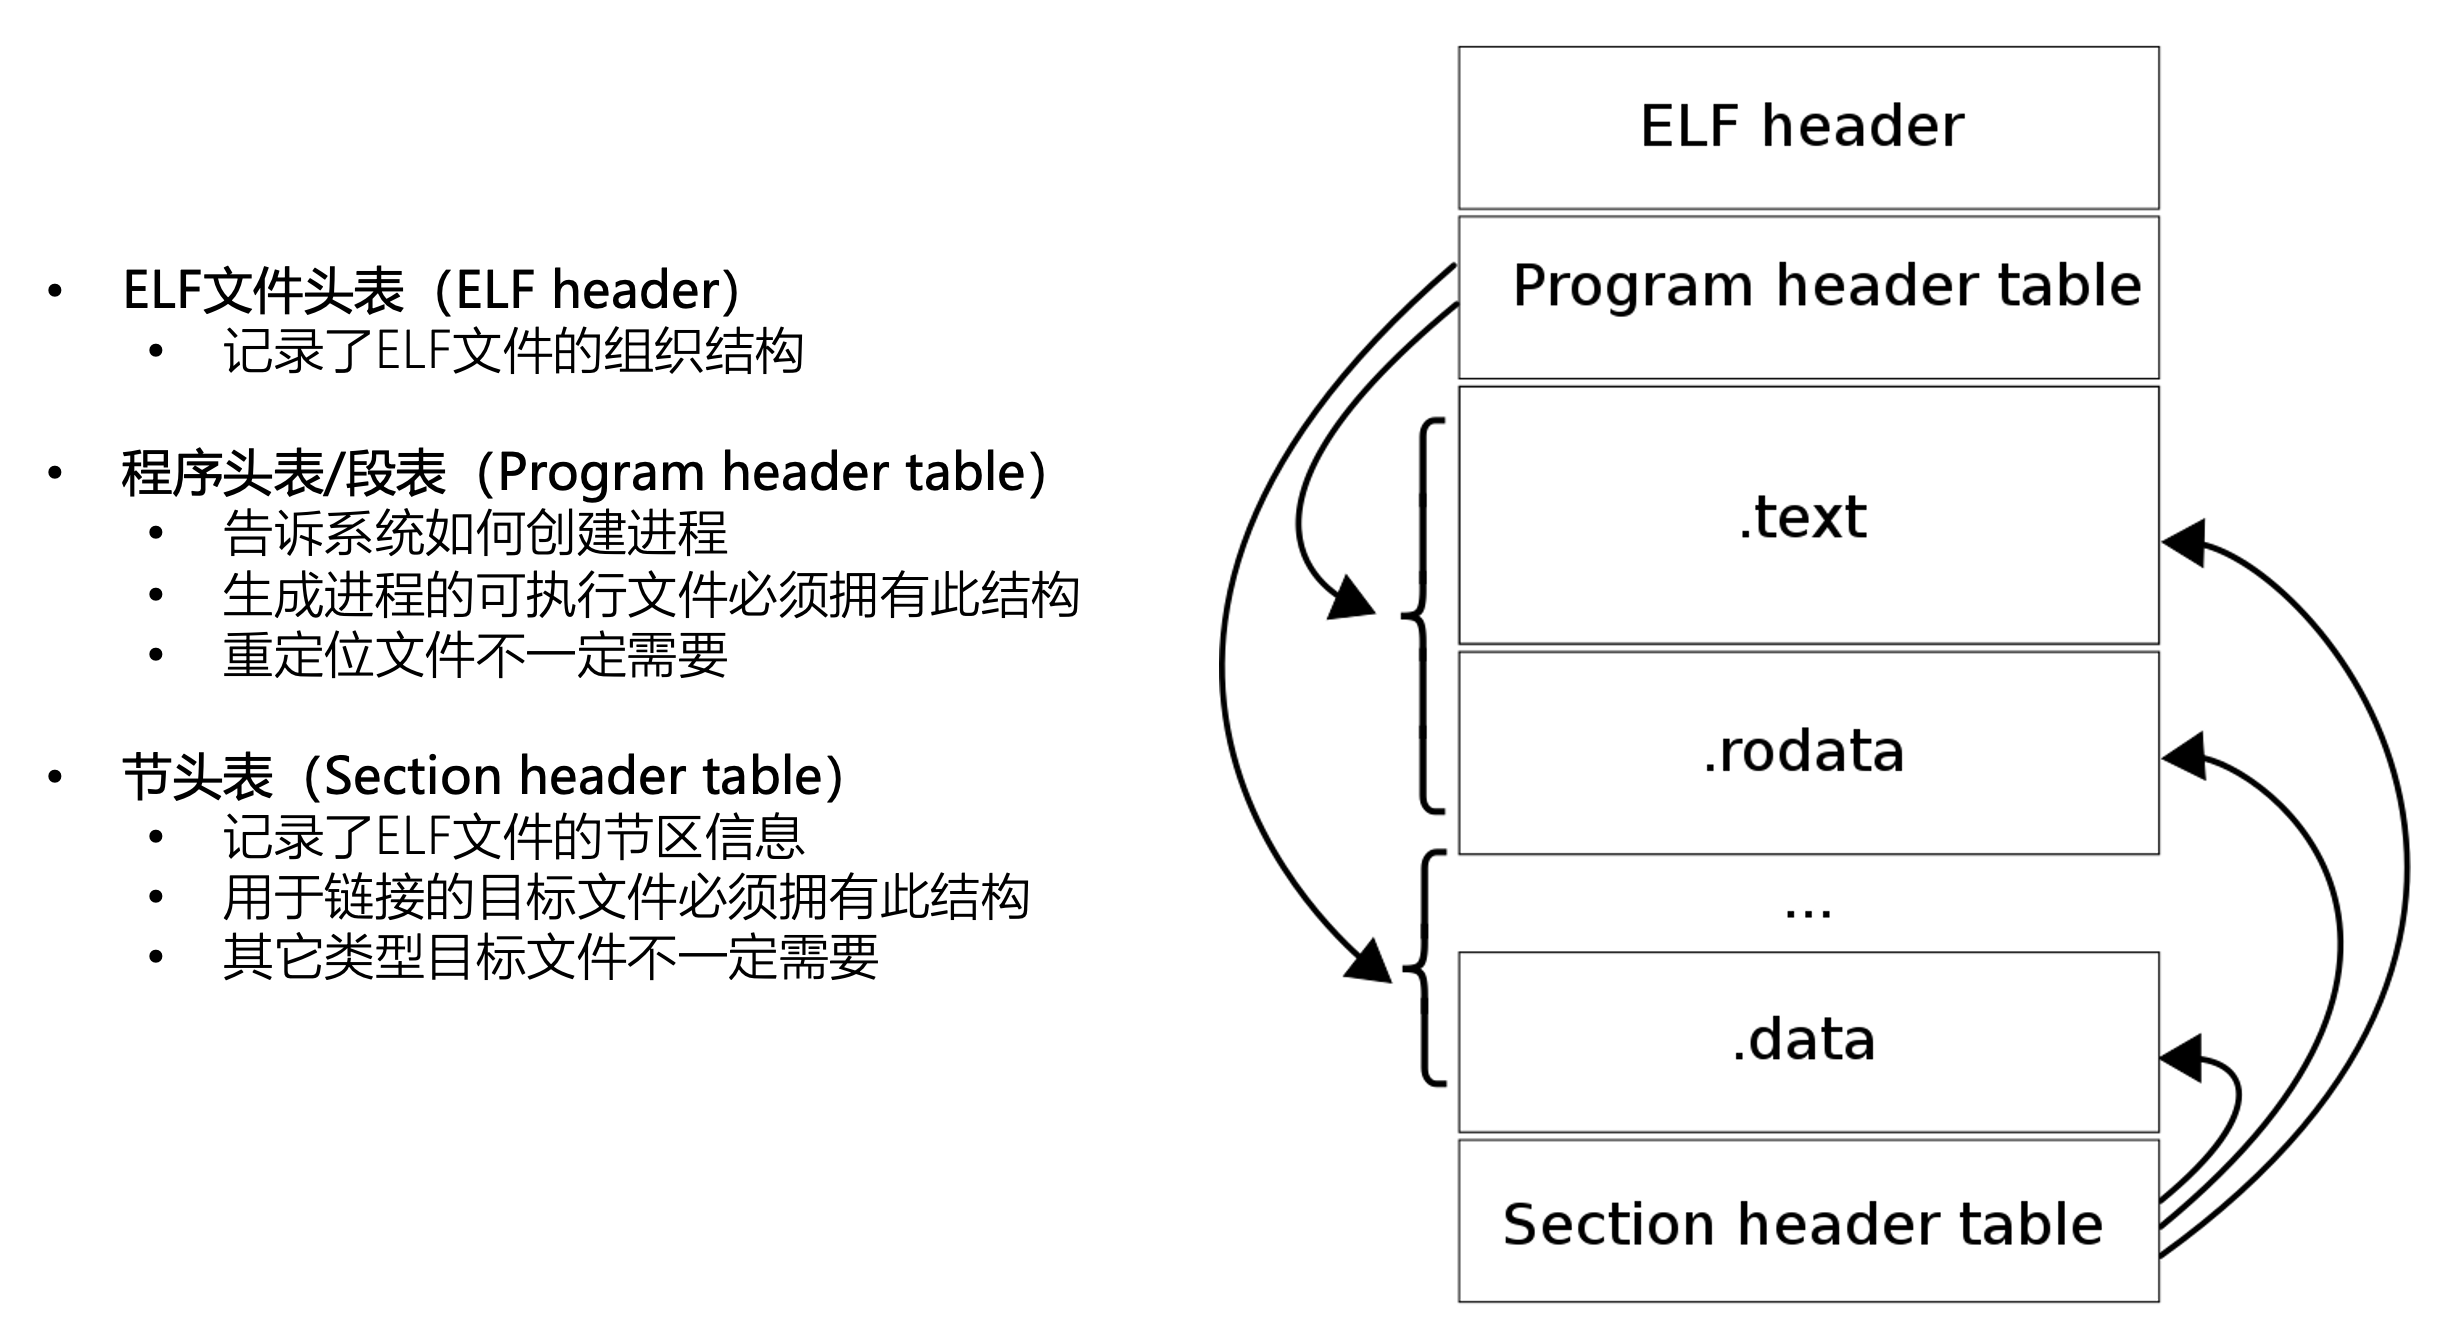 • ELF文件头表（ELF header）
• 记录了ELF文件的组织结构
• 程序头表/段表（Program header table）
• 告诉系统如何创建进程
• 生成进程的可执行文件必须拥有此结构
• 重定位文件不一定需要
• 节头表（Section header table）
• 记录了ELF文件的节区信息
• 用于链接的目标文件必须拥有此结构
• 其它类型目标文件不一定需要
ELF header
Program header table
.text
.rodata
...
.data
Section header table